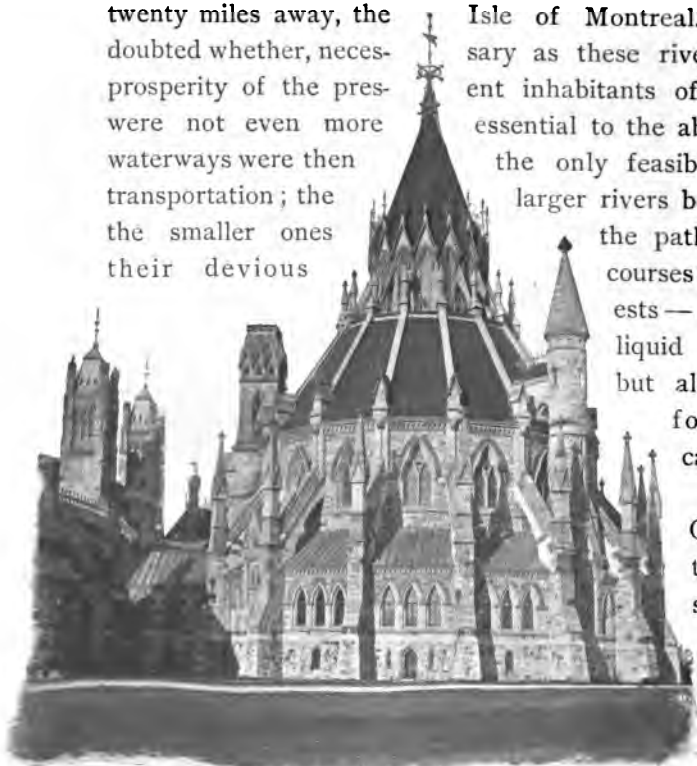 twenty miles away, the Isle of Montreal.
doubted whether, neces- sary as these rive
prosperity of the pres- ent inhabitants of
were not even more essential to the al
waterways were then the only feasib
transportation; the larger rivers b
the smaller ones the path
their devious courses
ests—
liquid
but al
fo
ca